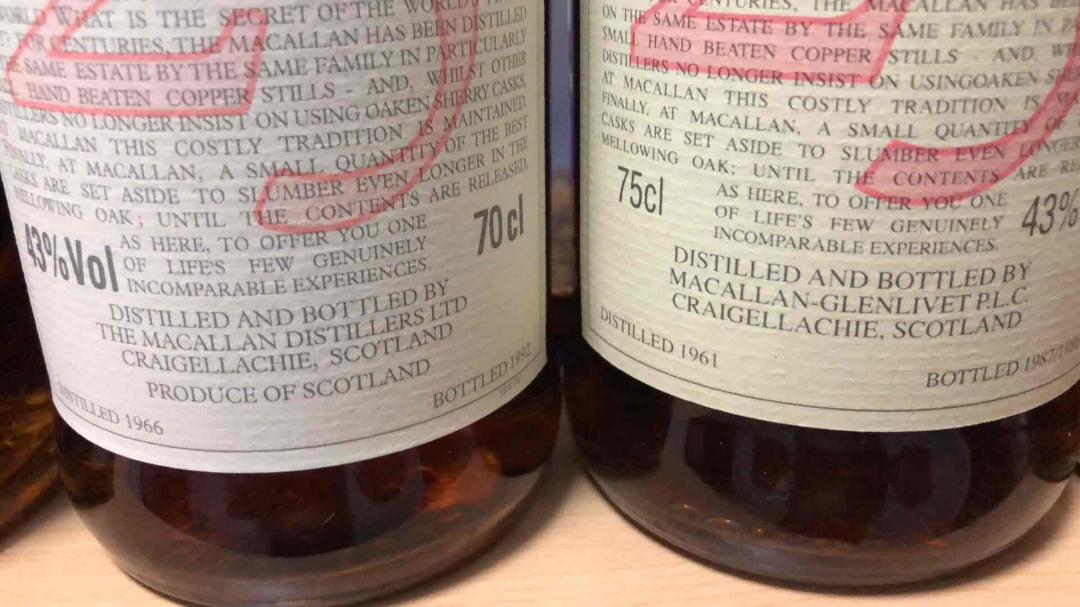 WORLD WHAT IS THE SECRET OF THE WORLD'S
FOR CENTURIES, THE MACALLAN HAS BEEN DISTILLED
SAME ESTATE BY THE SAME FAMILY IN PARTICULARLY
HAND BEATEN COPPER STILLS - AND, WHILST OTHER
NO LONGER INSIST ON USING OAKEN SHERRY CASKS,
MACALLAN THIS COSTLY TRADITION IS MAINTAINED.
AT MACALLAN, A SMALL QUANTITY OF THE BEST
ARE SET ASIDE TO SLUMBER EVEN LONGER IN THE
MELLOWING OAK; UNTIL THE CONTENTS ARE RELEASED,
AS HERE, TO OFFER YOU ONE
OF LIFE'S FEW GENUINELY
INCOMPARABLE EXPERIENCES.
43%Vol
70cl
DISTILLED AND BOTTLED BY
THE MACALLAN DISTILLERS LTD
CRAIGELLACHIE, SCOTLAND
PRODUCE OF SCOTLAND
DISTILLED 1966
BOTTLED 1992
CENTURIES, THE MACALLAN HAS
ON THE SAME ESTATE BY THE SAME FAMILY IN
SMALL HAND BEATEN COPPER STILLS - AND,
DISTILLERS NO LONGER INSIST ON USINGOAKEN
AT MACALLAN THIS COSTLY TRADITION IS
FINALLY, AT MACALLAN, A SMALL QUANTITY OF
CASKS ARE SET ASIDE TO SLUMBER EVEN LONGER
MELLOWING OAK; UNTIL THE CONTENTS ARE
75cl
AS HERE, TO OFFER YOU ONE
OF LIFE'S FEW GENUINELY
INCOMPARABLE EXPERIENCES.
43%
DISTILLED AND BOTTLED BY
MACALLAN-GLENLIVET P.L.C.
CRAIGELLACHIE, SCOTLAND
DISTILLED 1961
BOTTLED 1987/